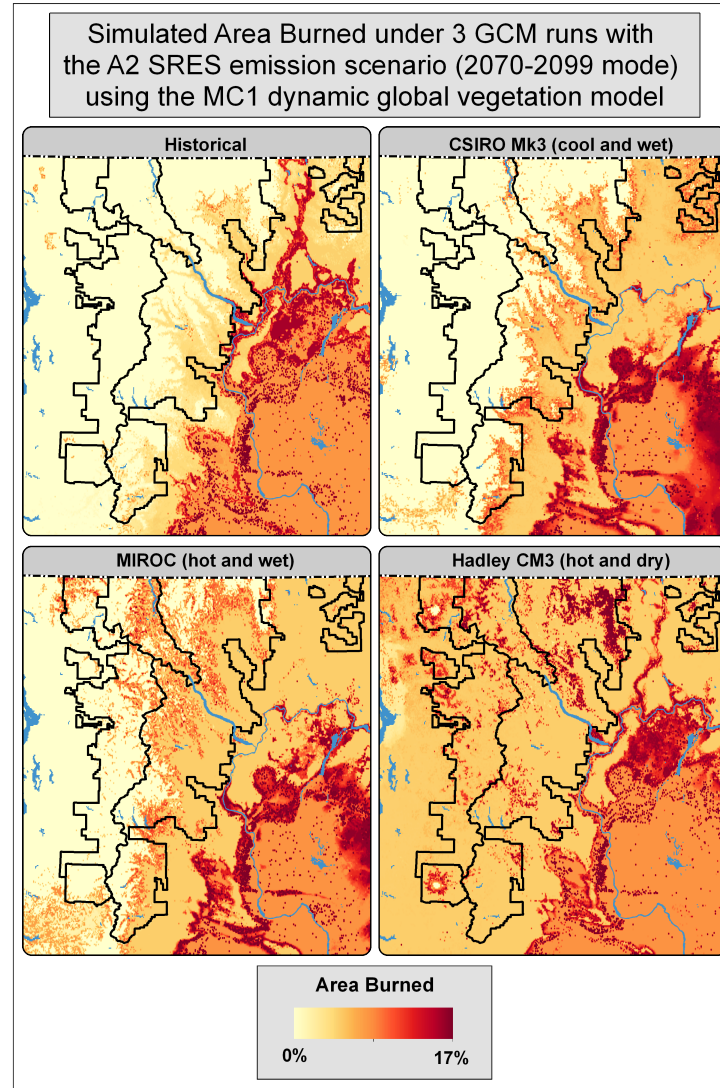 Simulated Area Burned under 3 GCM runs with
the A2 SRES emission scenario (2070-2099 mode)
using the MC1 dynamic global vegetation model
Historical
CSIRO Mk3 (cool and wet)
MIROC (hot and wet)
Hadley CM3 (hot and dry)
Area Burned
0%
17%